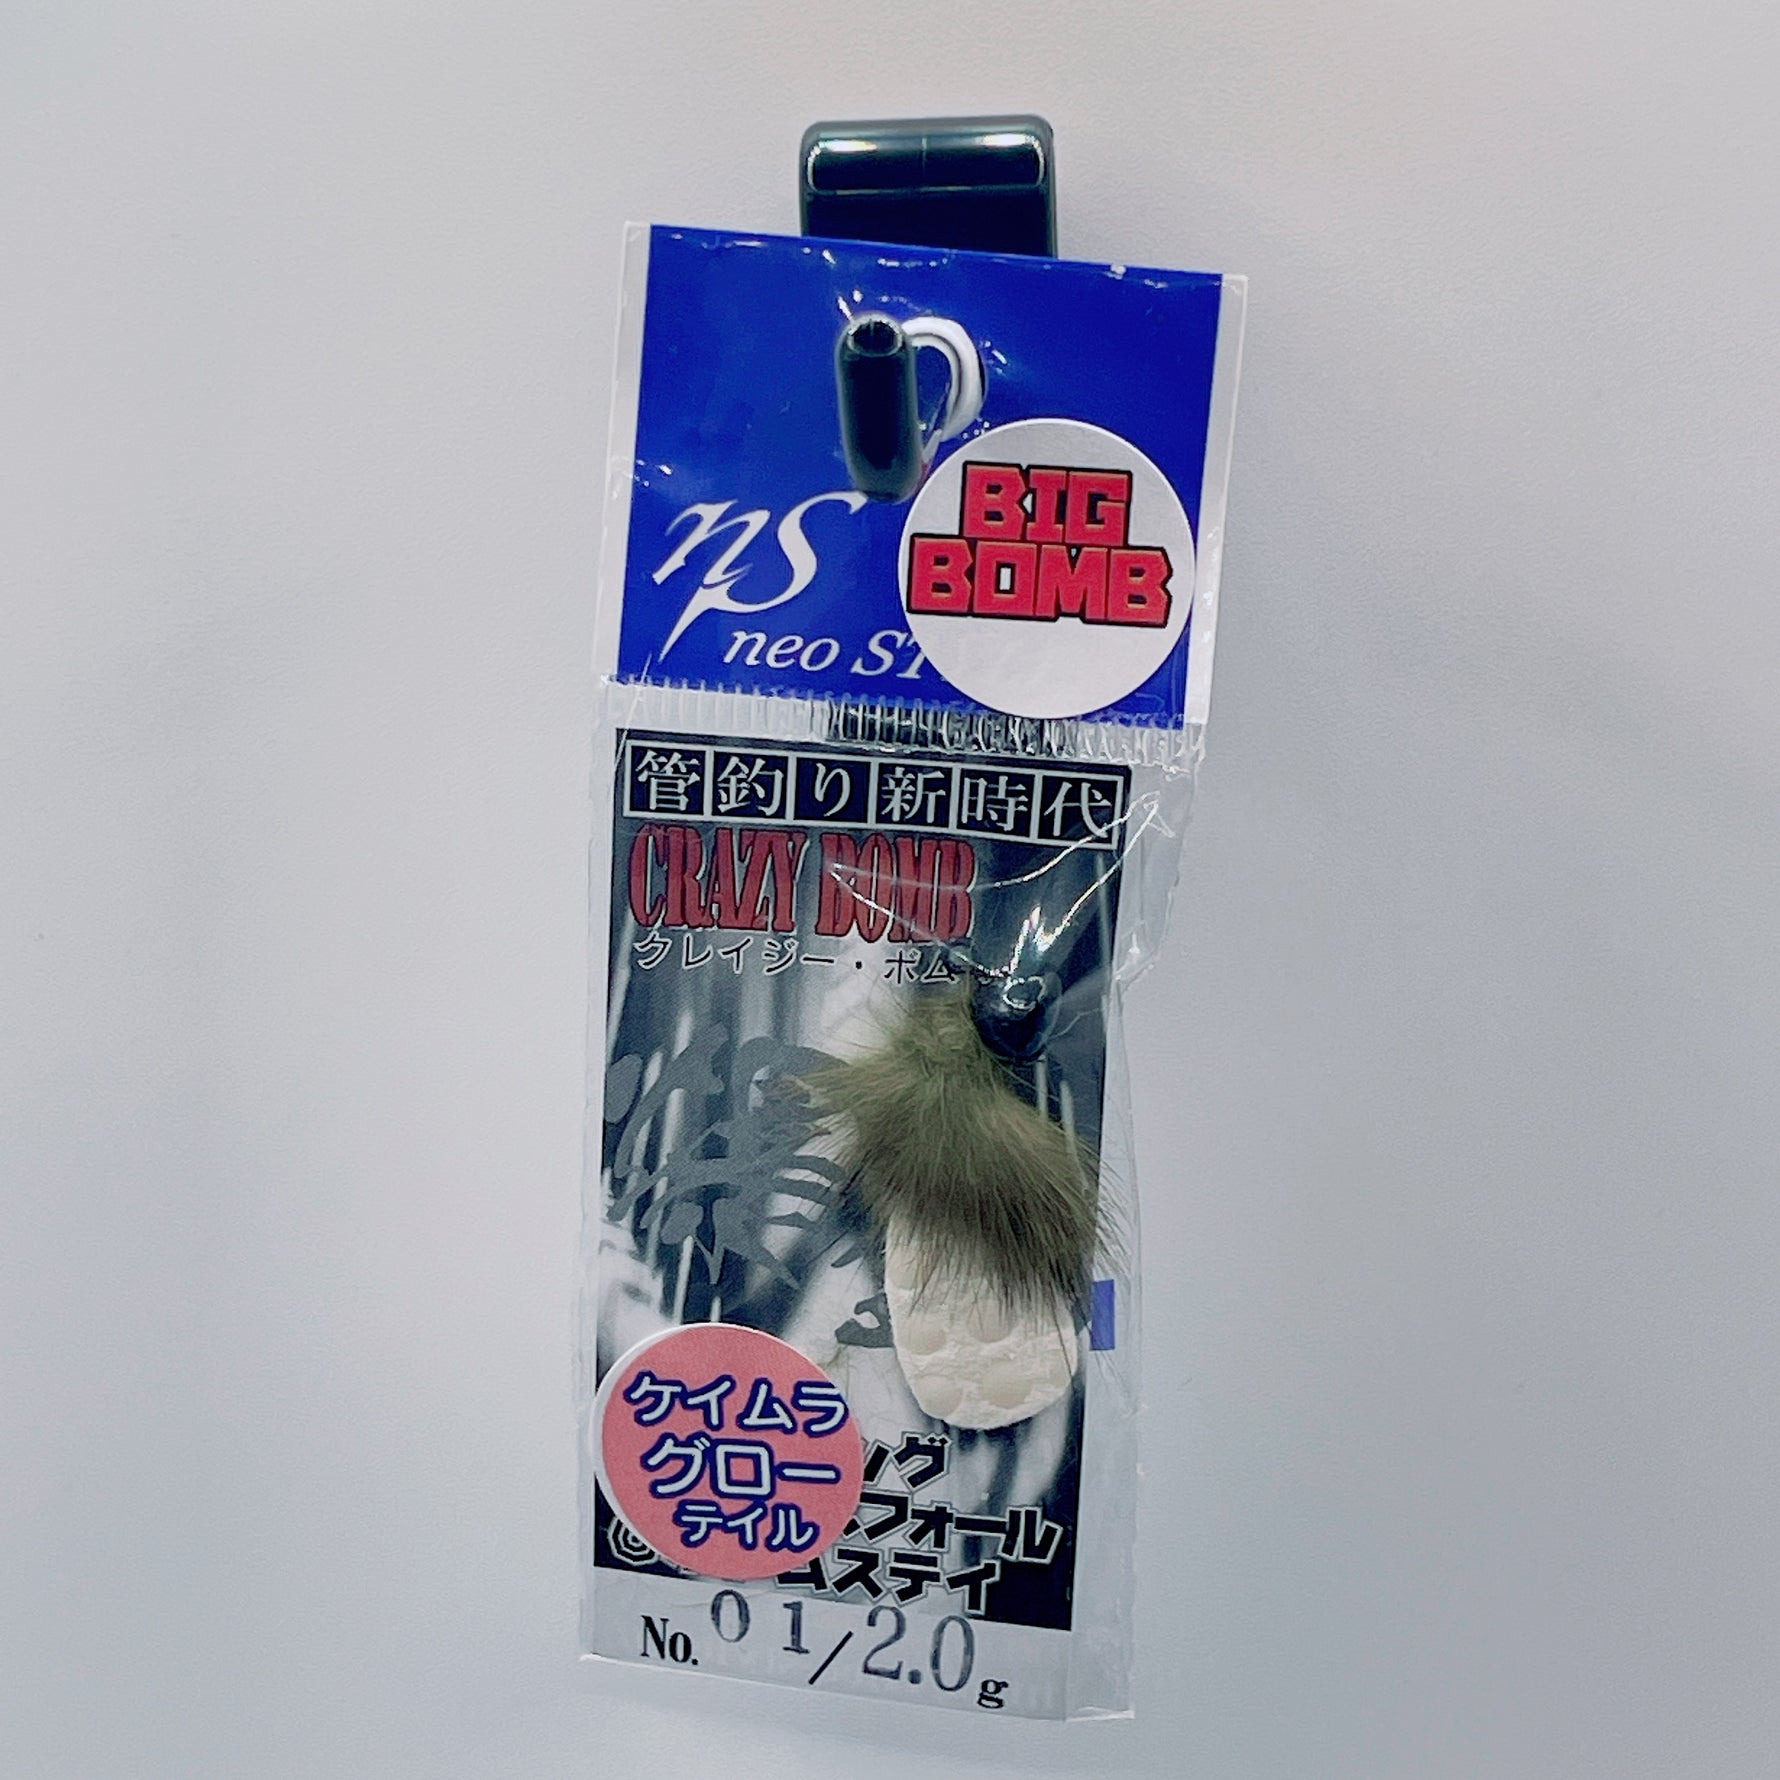 BIG
BOMB
ns
neo
管釣り新時代
CRAZY BOMB
クレイジー・ボム
ケイムラ
グロー
テイル
フォール
ムスティ
No. 01/2.0g